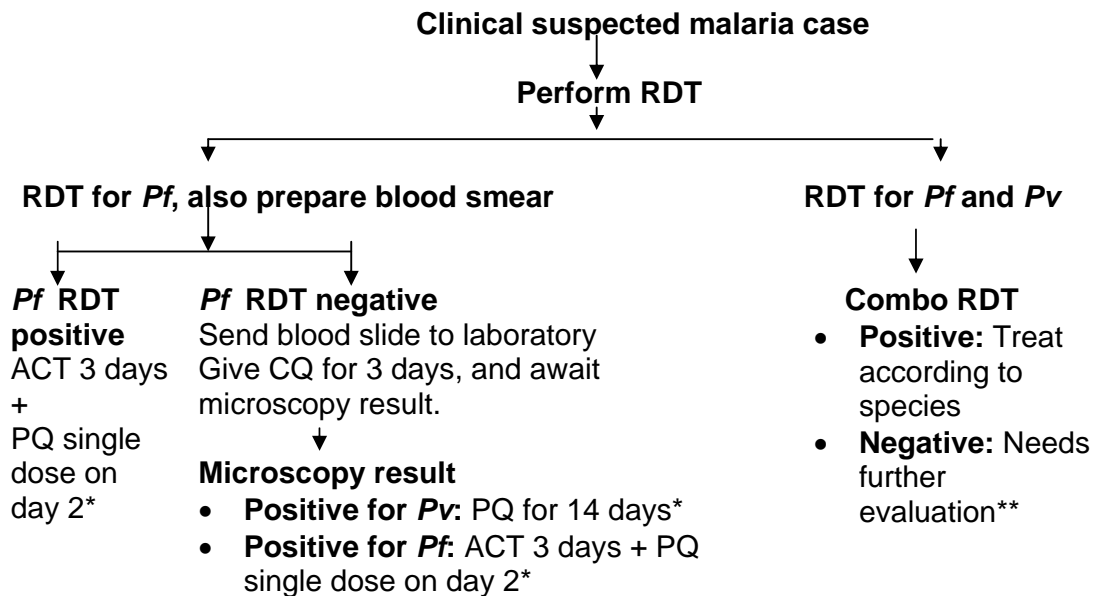 Clinical suspected malaria case
Perform RDT
RDT for Pf, also prepare blood smear
RDT for Pf and Pv
Pf RDT
positive
ACT 3 days
+
PQ single
dose on
day 2*
Pf RDT negative
Send blood slide to laboratory
Give CQ for 3 days, and await
microscopy result.
Microscopy result
• Positive for Pv: PQ for 14 days*
• Positive for Pf: ACT 3 days + PQ
single dose on day 2*
Combo RDT
• Positive: Treat
according to
species
• Negative: Needs
further
evaluation**